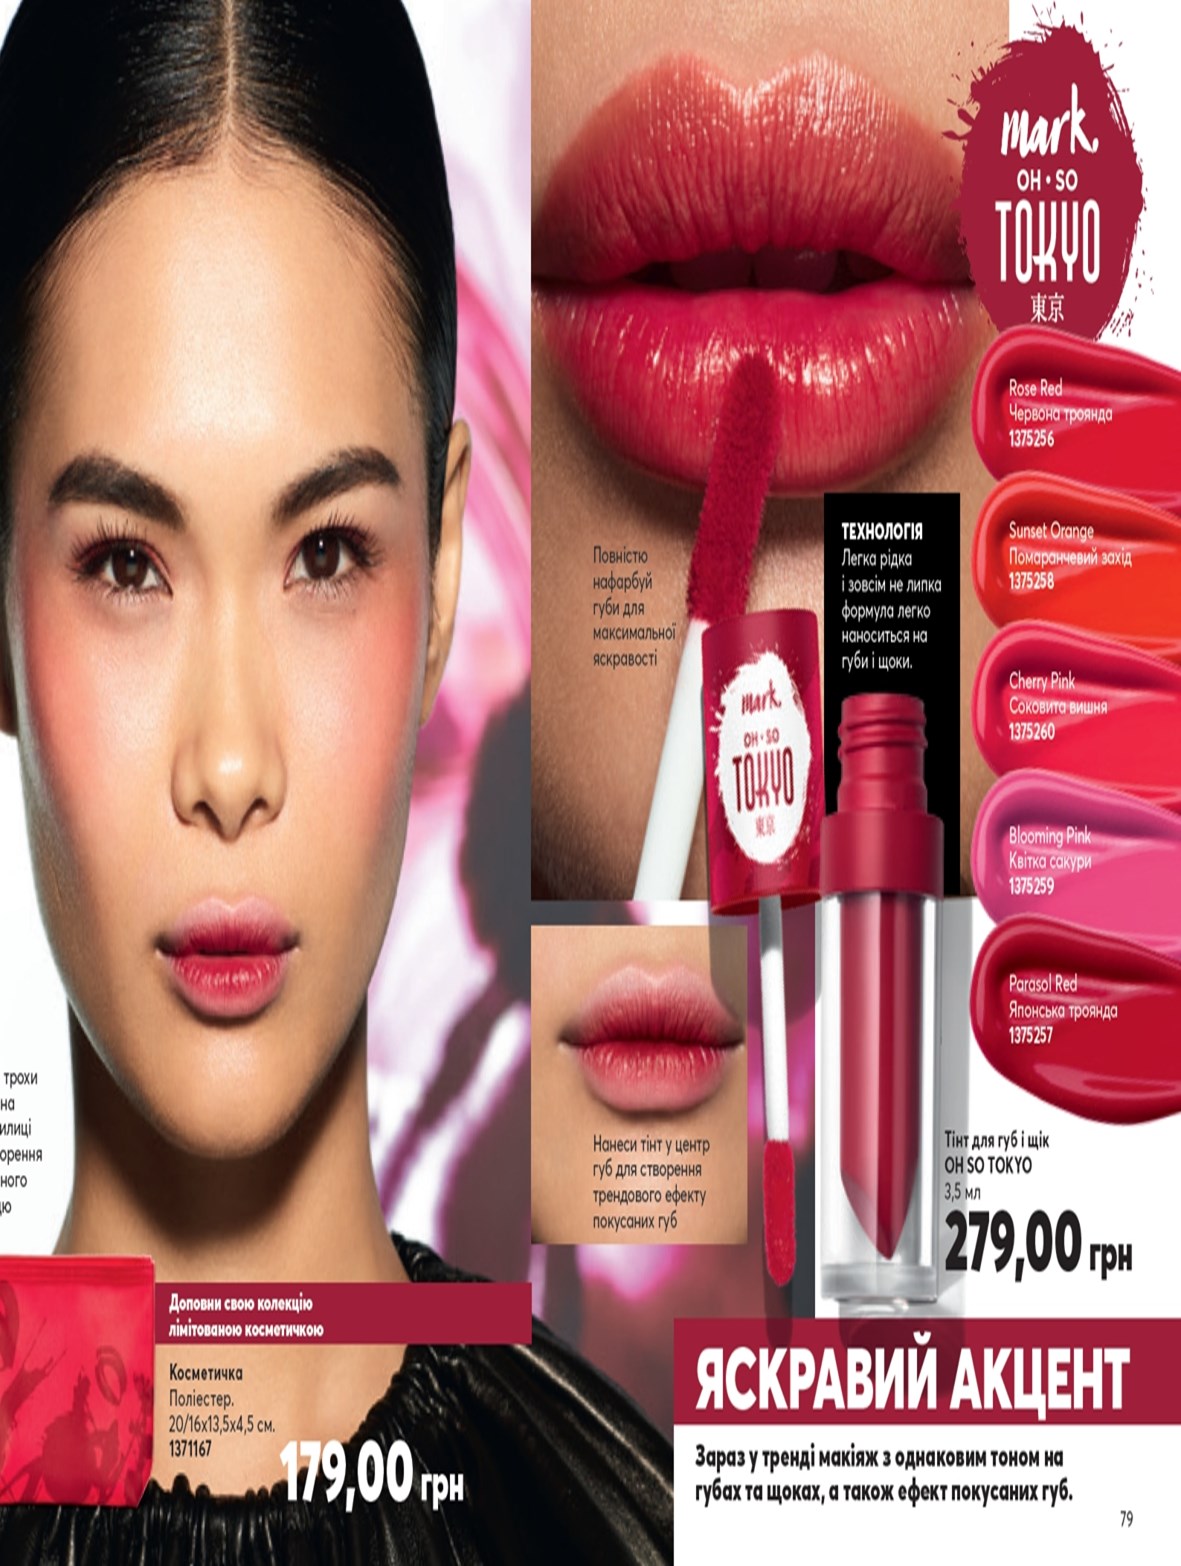 mark.
OH • SO
TOKYO
東京
Rose Red
Червона троянда
1375256
Sunset Orange
Помаранчевий захід
1375258
Cherry Pink
Соковита вишня
1375260
Blooming Pink
Квітка сакури
1375259
Parasol Red
Японська троянда
1375257
Повністю
нафарбуй
губи для
максимальної
яскравості
ТЕХНОЛОГІЯ
Легка рідка
і зовсім не липка
формула легко
наноситься на
губи і щоки.
mark.
OH • SO
TOKYO
東京
Нанеси тінт у центр
губ для створення
трендового ефекту
покусаних губ
Тінт для губ і щік
OH SO TOKYO
3,5 мл
279,00 грн
трохи
на
илиці
орення
ного
ю
Доповни свою колекцію
лімітованою косметичкою
Косметичка
Поліестер.
20/16х13,5х4,5 см.
1371167
179,00 грн
ЯСКРАВИЙ АКЦЕНТ
Зараз у тренді макіяж з однаковим тоном на
губах та щоках, а також ефект покусаних губ.
79